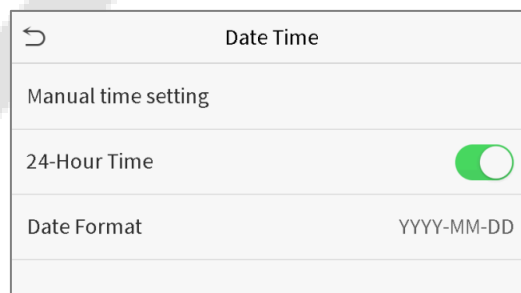 Date Time
Manual time setting
24-Hour Time
Date Format YYYY-MM-DD